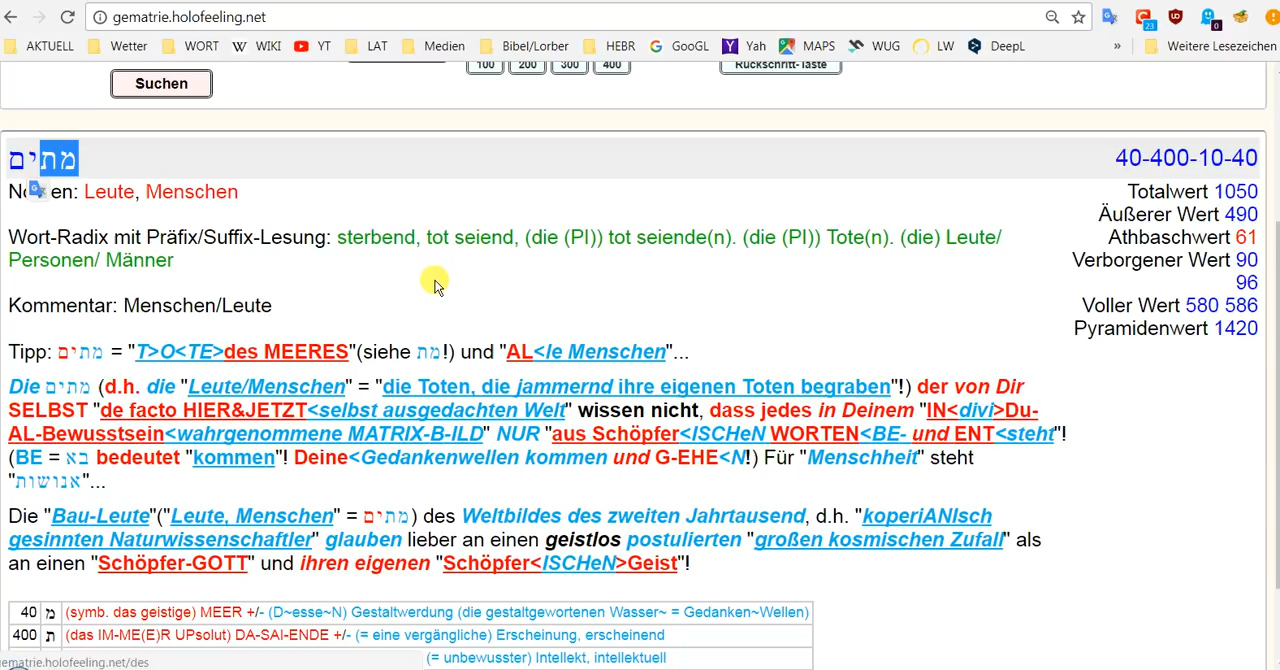 gematrie.holofeeling.net
AKTUELL Wetter WORT WIKI YT LAT Medien Bibel/Lorber HEBR GooGL Yah MAPS WUG LW DeepL » Weitere Lesezeichen
100 200 300 400 Rückschritt-Taste
Suchen
מתים 40-400-10-40
Nomen: Leute, Menschen Totalwert 1050
Äußerer Wert 490
Wort-Radix mit Präfix/Suffix-Lesung: sterbend, tot seiend, (die (PI)) tot seiende(n). (die (PI)) Tote(n). (die) Leute/ Athbaschwert 61
Personen/ Männer Verborgener Wert 90
96
Kommentar: Menschen/Leute Voller Wert 580 586
Pyramidenwert 1420
Tipp: מתים = "T>O<TE>des MEERES"(siehe מת!) und "AL<le Menschen"...
Die מתים (d.h. die "Leute/Menschen" = "die Toten, die jammernd ihre eigenen Toten begraben"!) der von Dir
SELBST "de facto HIER&JETZT<selbst ausgedachten Welt" wissen nicht, dass jedes in Deinem "IN<divi>Du-
AL-Bewusstsein<wahrgenommene MATRIX-B-ILD" NUR "aus Schöpfer<ISCHeN WORTEN<BE- und ENT<steht"!
(BE = בא bedeutet "kommen"! Deine<Gedankenwellen kommen und G-EHE<N!) Für "Menschheit" steht
"אנושות"...
Die "Bau-Leute"("Leute, Menschen" = מתים) des Weltbildes des zweiten Jahrtausend, d.h. "koperiANIsch
gesinnten Naturwissenschaftler" glauben lieber an einen geistlos postulierten "großen kosmischen Zufall" als
an einen "Schöpfer-GOTT" und ihren eigenen "Schöpfer<ISCHeN>Geist"!
40 מ (symb. das geistige) MEER +/- (D~esse~N) Gestaltwerdung (die gestaltgewortenen Wasser~ = Gedanken~Wellen)
400 ת (das IM-ME(E)R UPsolut) DA-SAI-ENDE +/- (= eine vergängliche) Erscheinung, erscheinend
(= unbewusster) Intellekt, intellektuell
gematrie.holofeeling.net/des